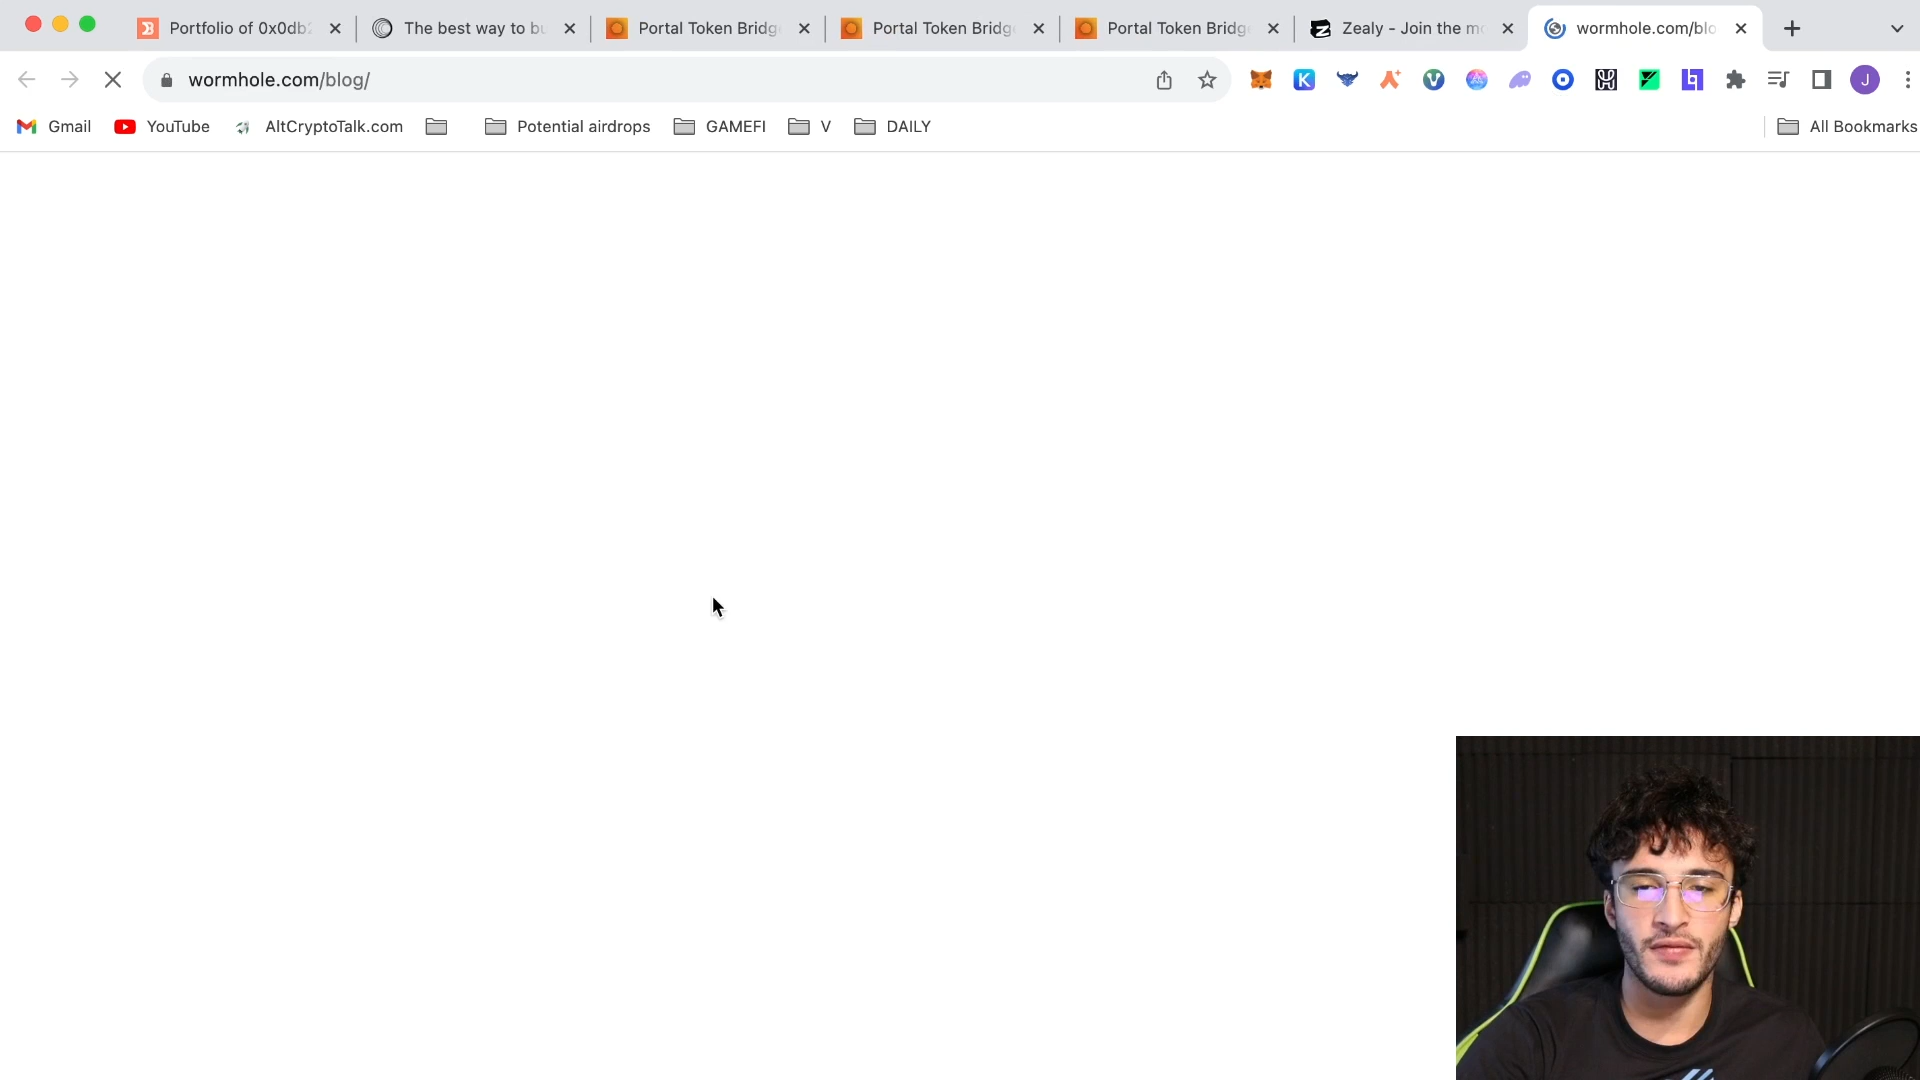 Portfolio of 0x0db
The best way to bu
Portal Token Bridg
Portal Token Bridg
Portal Token Bridg
Zealy - Join the m
wormhole.com/blo
wormhole.com/blog/
J
Gmail
YouTube
AltCryptoTalk.com
Potential airdrops
GAMEFI
V
DAILY
All Bookmarks